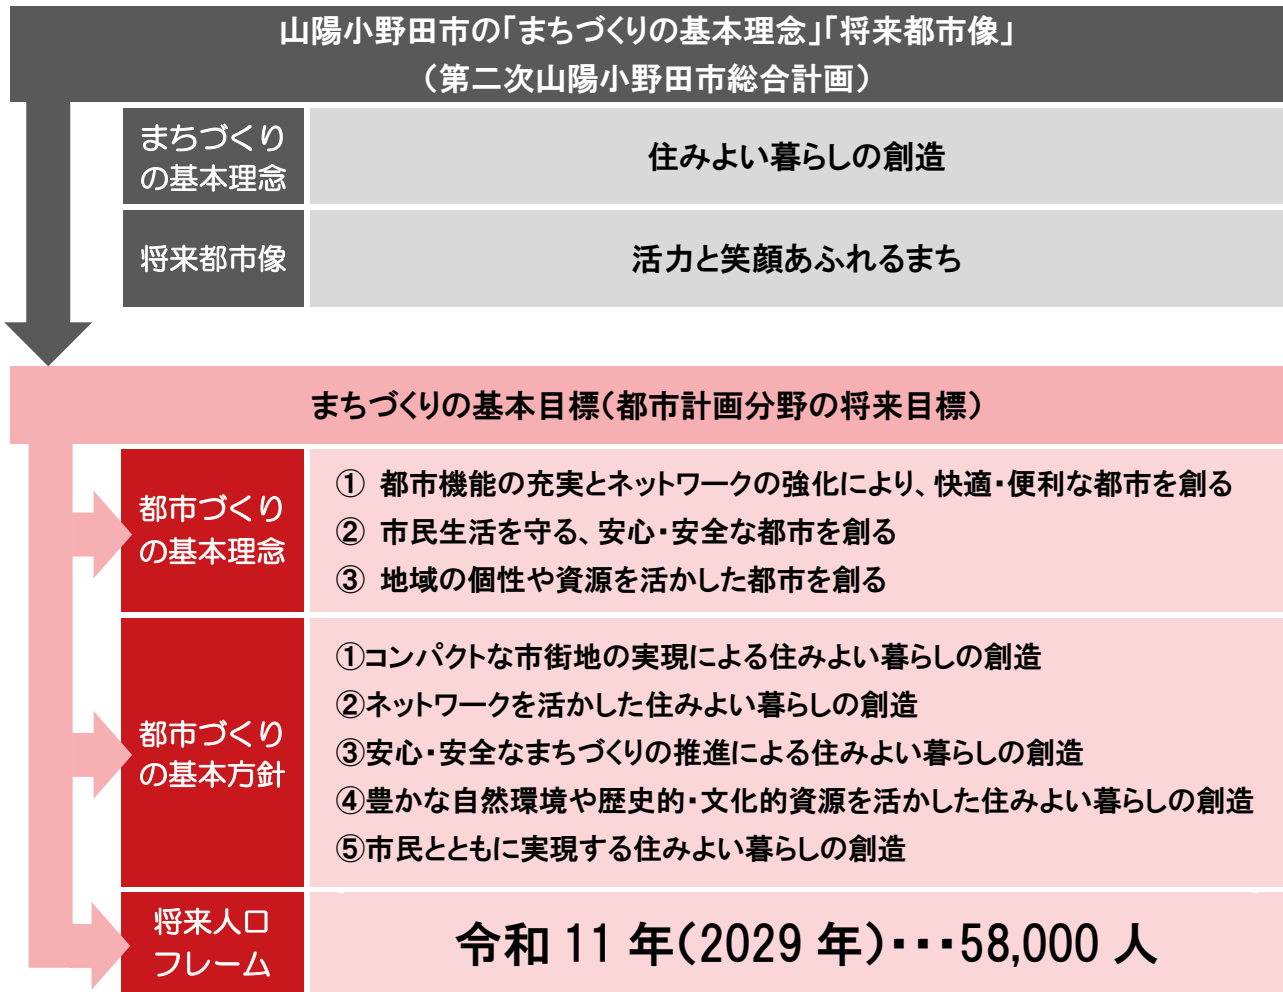 山陽小野田市の「まちづくりの基本理念」「将来都市像」
（第二次山陽小野田市総合計画）
まちづくり
の基本理念
住みよい暮らしの創造
将来都市像
活力と笑顔あふれるまち
まちづくりの基本目標（都市計画分野の将来目標）
都市づくり
の基本理念
① 都市機能の充実とネットワークの強化により、快適・便利な都市を創る
② 市民生活を守る、安心・安全な都市を創る
③ 地域の個性や資源を活かした都市を創る
都市づくり
の基本方針
①コンパクトな市街地の実現による住みよい暮らしの創造
②ネットワークを活かした住みよい暮らしの創造
③安心・安全なまちづくりの推進による住みよい暮らしの創造
④豊かな自然環境や歴史的・文化的資源を活かした住みよい暮らしの創造
⑤市民とともに実現する住みよい暮らしの創造
将来人口
フレーム
令和 11 年（2029 年）・・・58,000 人